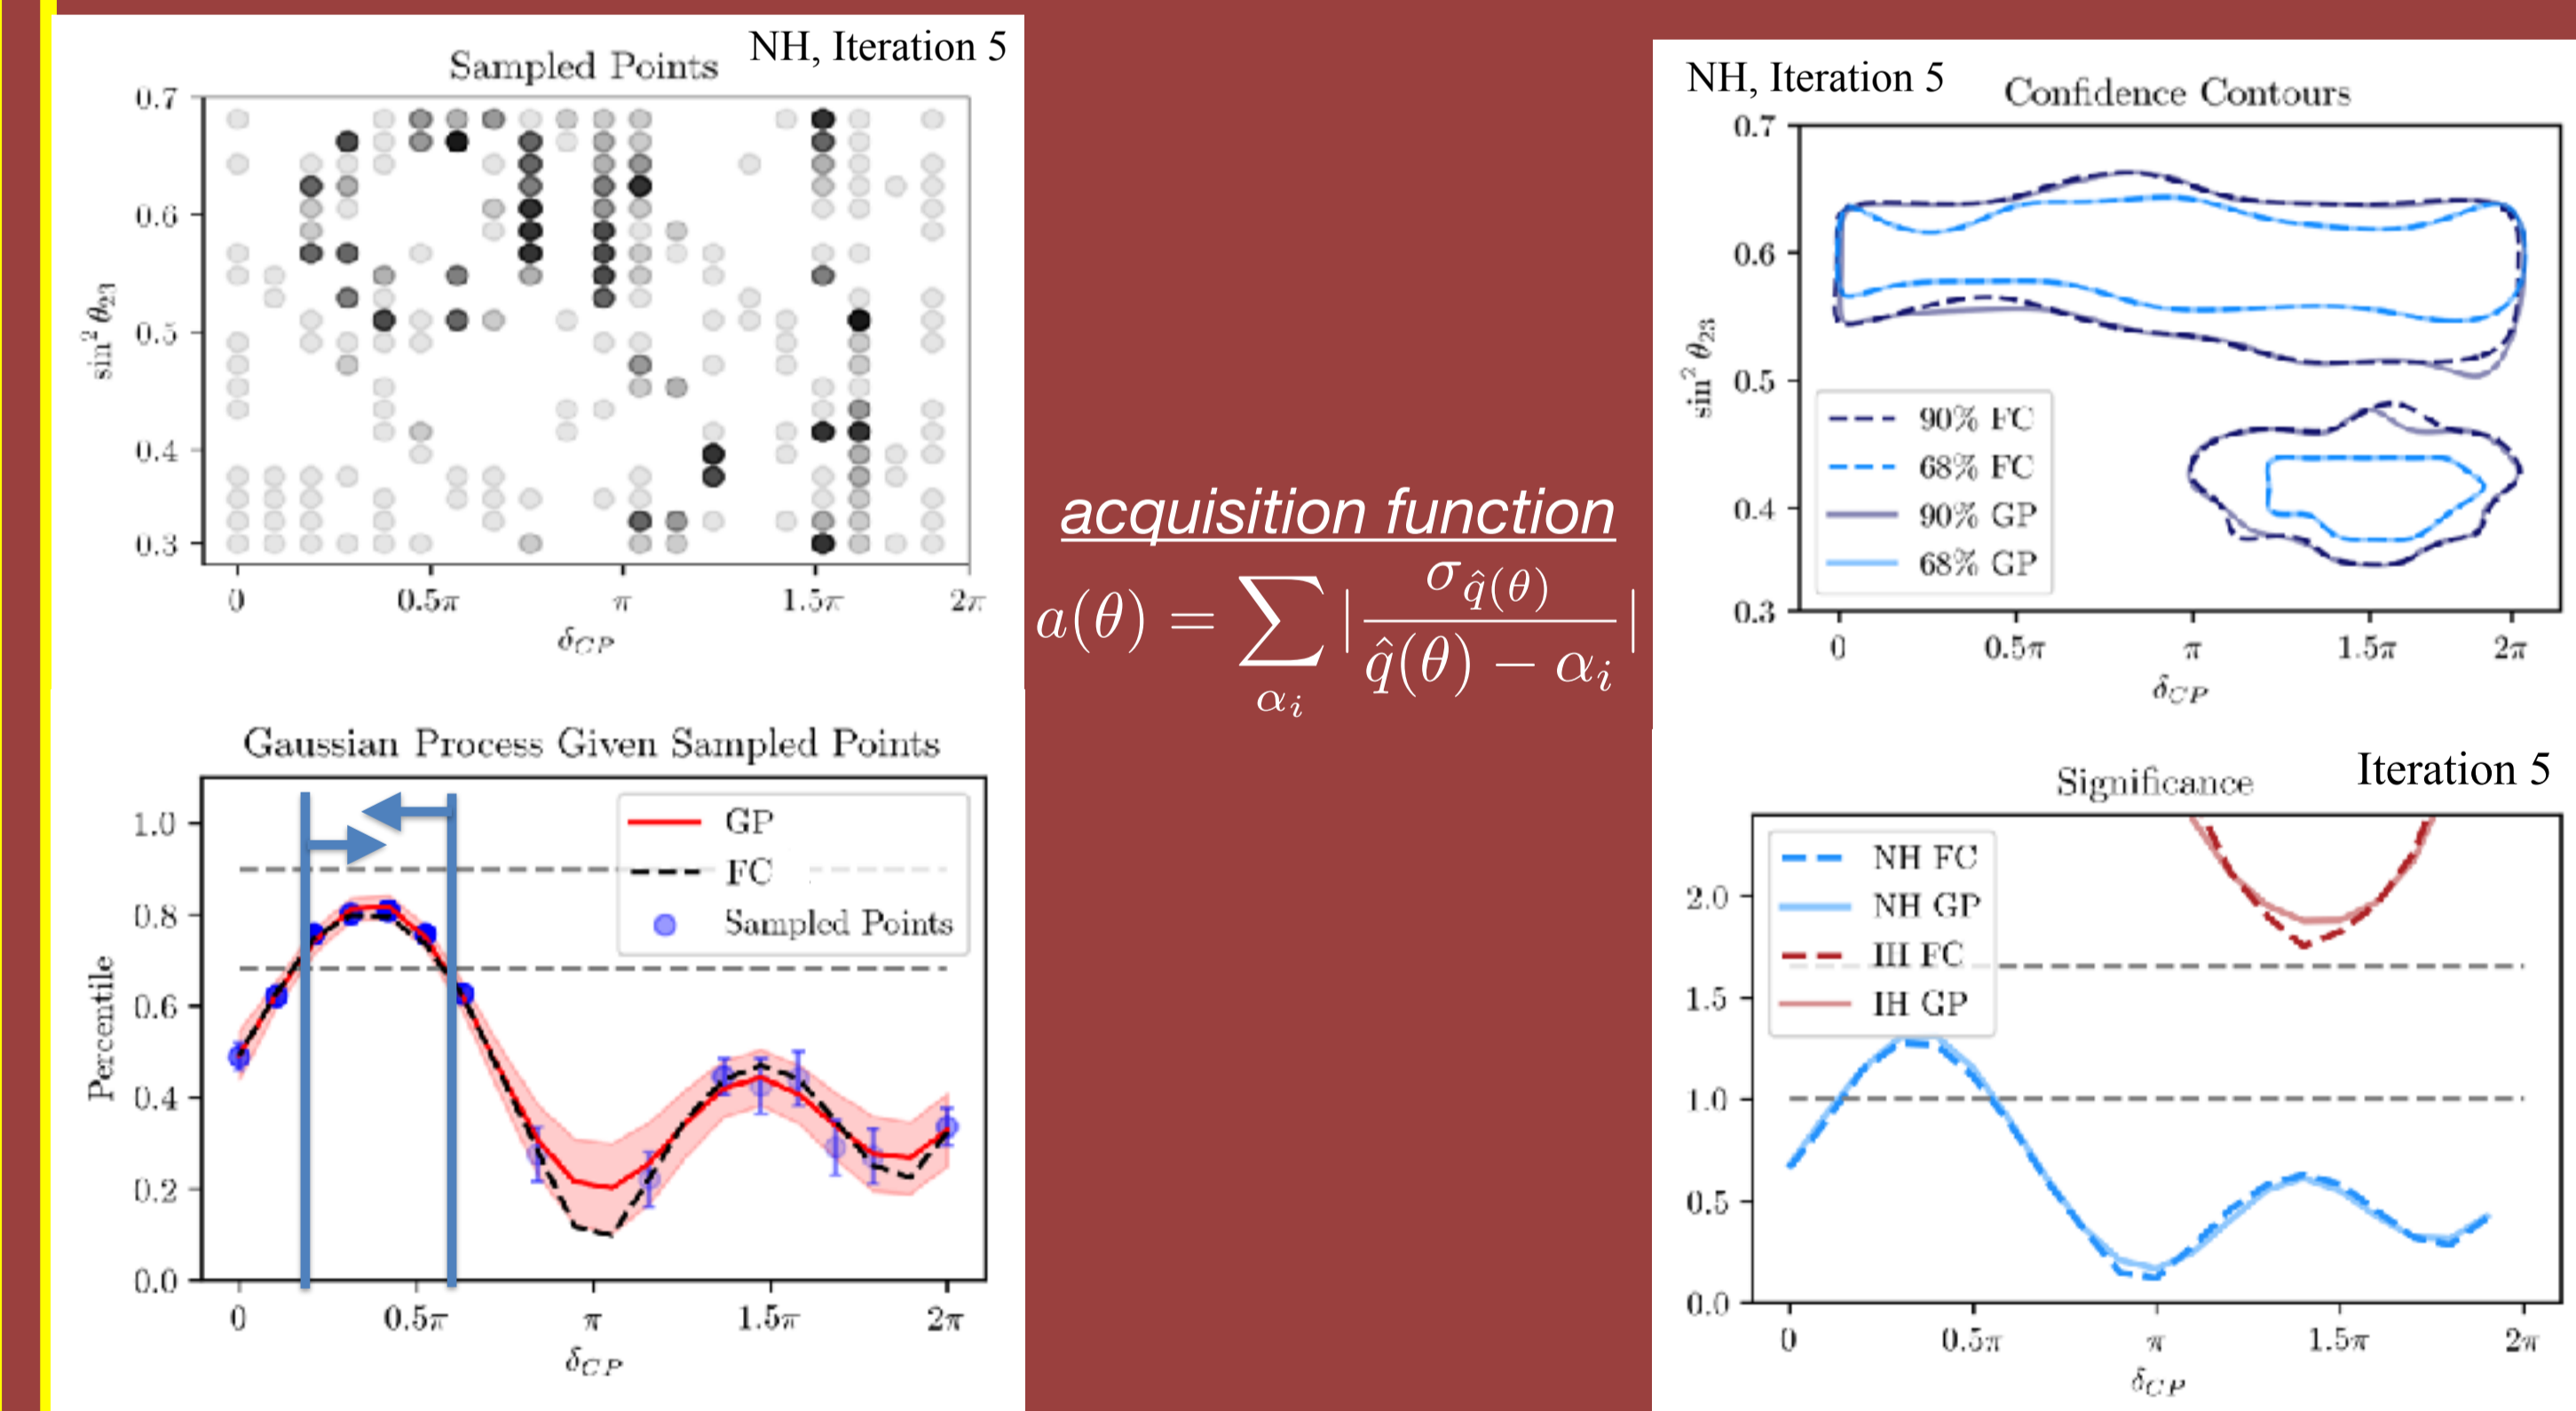 NH, Iteration 5
Sampled Points
0.7
0.6
0.5
0.4
0.3
sin² θ₂₃
0 0.5π π 1.5π 2π
δ_CP
Gaussian Process Given Sampled Points
GP
FC
Sampled Points
1.0
0.8
0.6
0.4
0.2
0.0
Percentile
0 0.5π π 1.5π 2π
δ_CP
acquisition function
a(θ) = ∑_{α_i} | σ_{q̂(θ)} / (q̂(θ) − α_i) |
NH, Iteration 5
Confidence Contours
0.7
0.6
0.5
0.4
0.3
sin² θ₂₃
90% FC
68% FC
90% GP
68% GP
0 0.5π π 1.5π 2π
δ_CP
Iteration 5
Significance
NH FC
NH GP
IH FC
IH GP
2.0
1.5
1.0
0.5
0.0
0 0.5π π 1.5π 2π
δ_CP